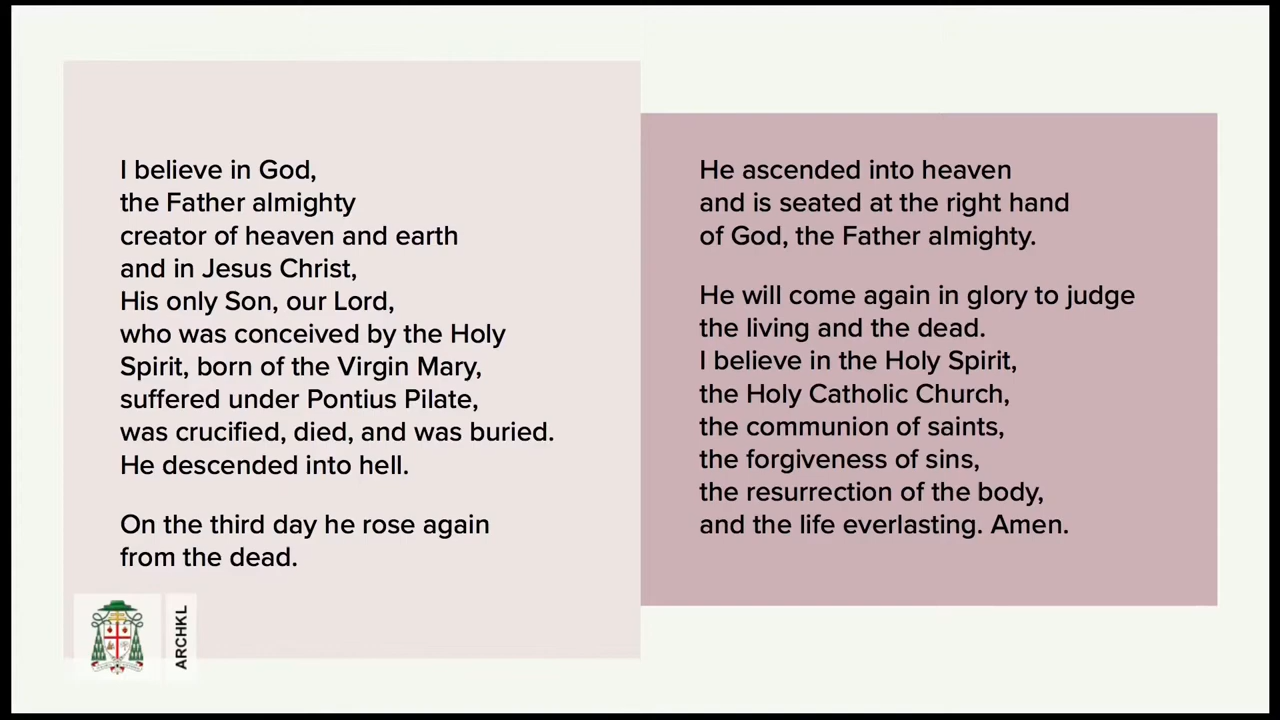 I believe in God,
the Father almighty
creator of heaven and earth
and in Jesus Christ,
His only Son, our Lord,
who was conceived by the Holy
Spirit, born of the Virgin Mary,
suffered under Pontius Pilate,
was crucified, died, and was buried.
He descended into hell.
On the third day he rose again
from the dead.
ARCHKL
He ascended into heaven
and is seated at the right hand
of God, the Father almighty.
He will come again in glory to judge
the living and the dead.
I believe in the Holy Spirit,
the Holy Catholic Church,
the communion of saints,
the forgiveness of sins,
the resurrection of the body,
and the life everlasting. Amen.